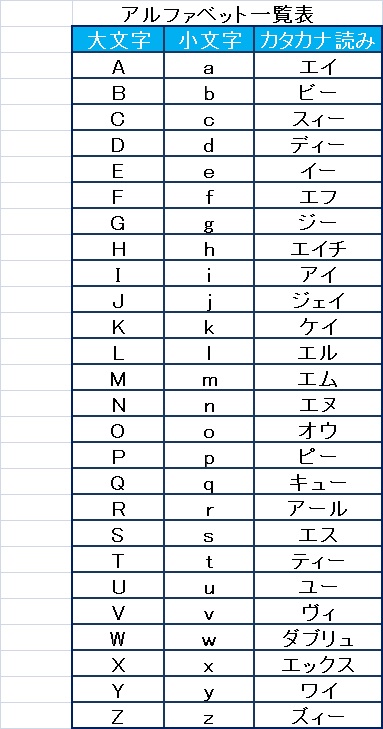 アルファベット一覧表
大文字 小文字 カタカナ読み
A a エイ
B b ビー
C c スィー
D d ディー
E e イー
F f エフ
G g ジー
H h エイチ
I i アイ
J j ジェイ
K k ケイ
L l エル
M m エム
N n エヌ
O o オウ
P p ピー
Q q キュー
R r アール
S s エス
T t ティー
U u ユー
V v ヴィ
W w ダブリュ
X x エックス
Y y ワイ
Z z ズィー